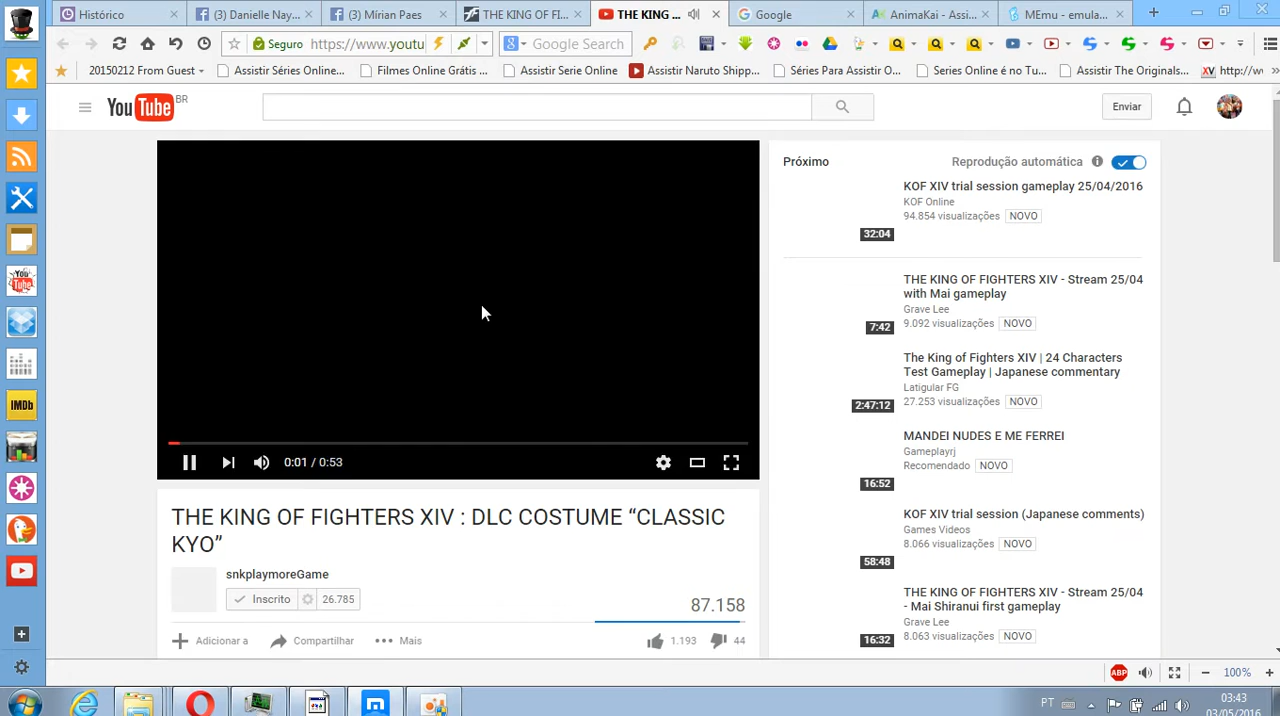 Histórico
(3) Danielle Nay...
(3) Mírian Paes
THE KING OF FI...
THE KING ...
Google
AnimaKai - Assi...
MEmu - emula...
Seguro
https://www.youtu
Google Search
20150212 From Guest
Assistir Séries Online...
Filmes Online Grátis ...
Assistir Serie Online
Assistir Naruto Shipp...
Séries Para Assistir O...
Series Online é no Tu...
Assistir The Originals...
XV http://w
You Tube BR
Enviar
Próximo
Reprodução automática
KOF XIV trial session gameplay 25/04/2016
KOF Online
94.854 visualizações NOVO
32:04
THE KING OF FIGHTERS XIV - Stream 25/04
with Mai gameplay
Grave Lee
9.092 visualizações NOVO
7:42
The King of Fighters XIV | 24 Characters
Test Gameplay | Japanese commentary
Latigular FG
27.253 visualizações NOVO
2:47:12
MANDEI NUDES E ME FERREI
Gameplayrj
Recomendado NOVO
16:52
KOF XIV trial session (Japanese comments)
Games Videos
8.066 visualizações NOVO
58:48
THE KING OF FIGHTERS XIV - Stream 25/04
- Mai Shiranui first gameplay
Grave Lee
8.063 visualizações NOVO
16:32
0:01 / 0:53
THE KING OF FIGHTERS XIV : DLC COSTUME “CLASSIC
KYO”
snkplaymoreGame
Inscrito 26.785
87.158
Adicionar a
Compartilhar
Mais
1.193
44
You
Tube
IMDb
ABP
100%
PT
03:43
03/05/2016